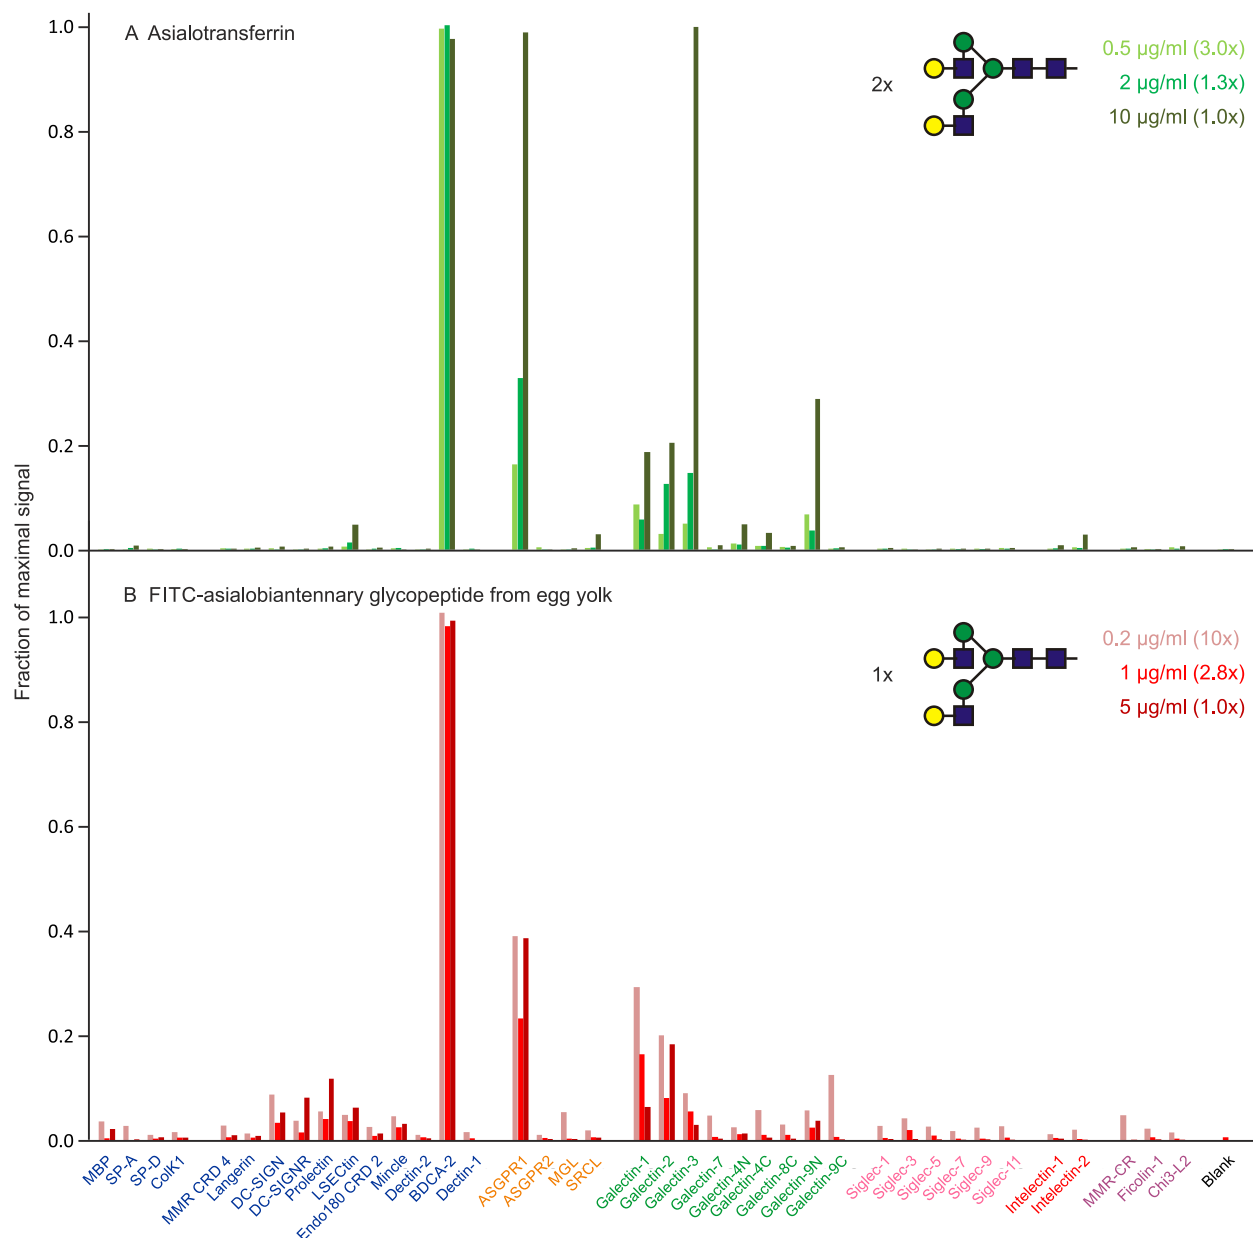 A Asialotransferrin
2x
0.5 µg/ml (3.0x)
2 µg/ml (1.3x)
10 µg/ml (1.0x)
1.0
0.8
0.6
0.4
0.2
0.0
Fraction of maximal signal
B FITC-asialobiantennary glycopeptide from egg yolk
1x
0.2 µg/ml (10x)
1 µg/ml (2.8x)
5 µg/ml (1.0x)
1.0
0.8
0.6
0.4
0.2
0.0
MBP
SP-A
SP-D
ColK1
MMR CRD 4
Langerin
DC-SIGN
DC-SIGNR
Prolectin
LSECtin
Endo180 CRD 2
Mincle
Dectin-2
BDCA-2
Dectin-1
ASGPR1
ASGPR2
MGL
SRCL
Galectin-1
Galectin-2
Galectin-3
Galectin-7
Galectin-4N
Galectin-4C
Galectin-8C
Galectin-9N
Galectin-9C
Siglec-1
Siglec-3
Siglec-5
Siglec-7
Siglec-9
Siglec-11
Intelectin-1
Intelectin-2
MMR-CR
Ficolin-1
Chi3-L2
Blank